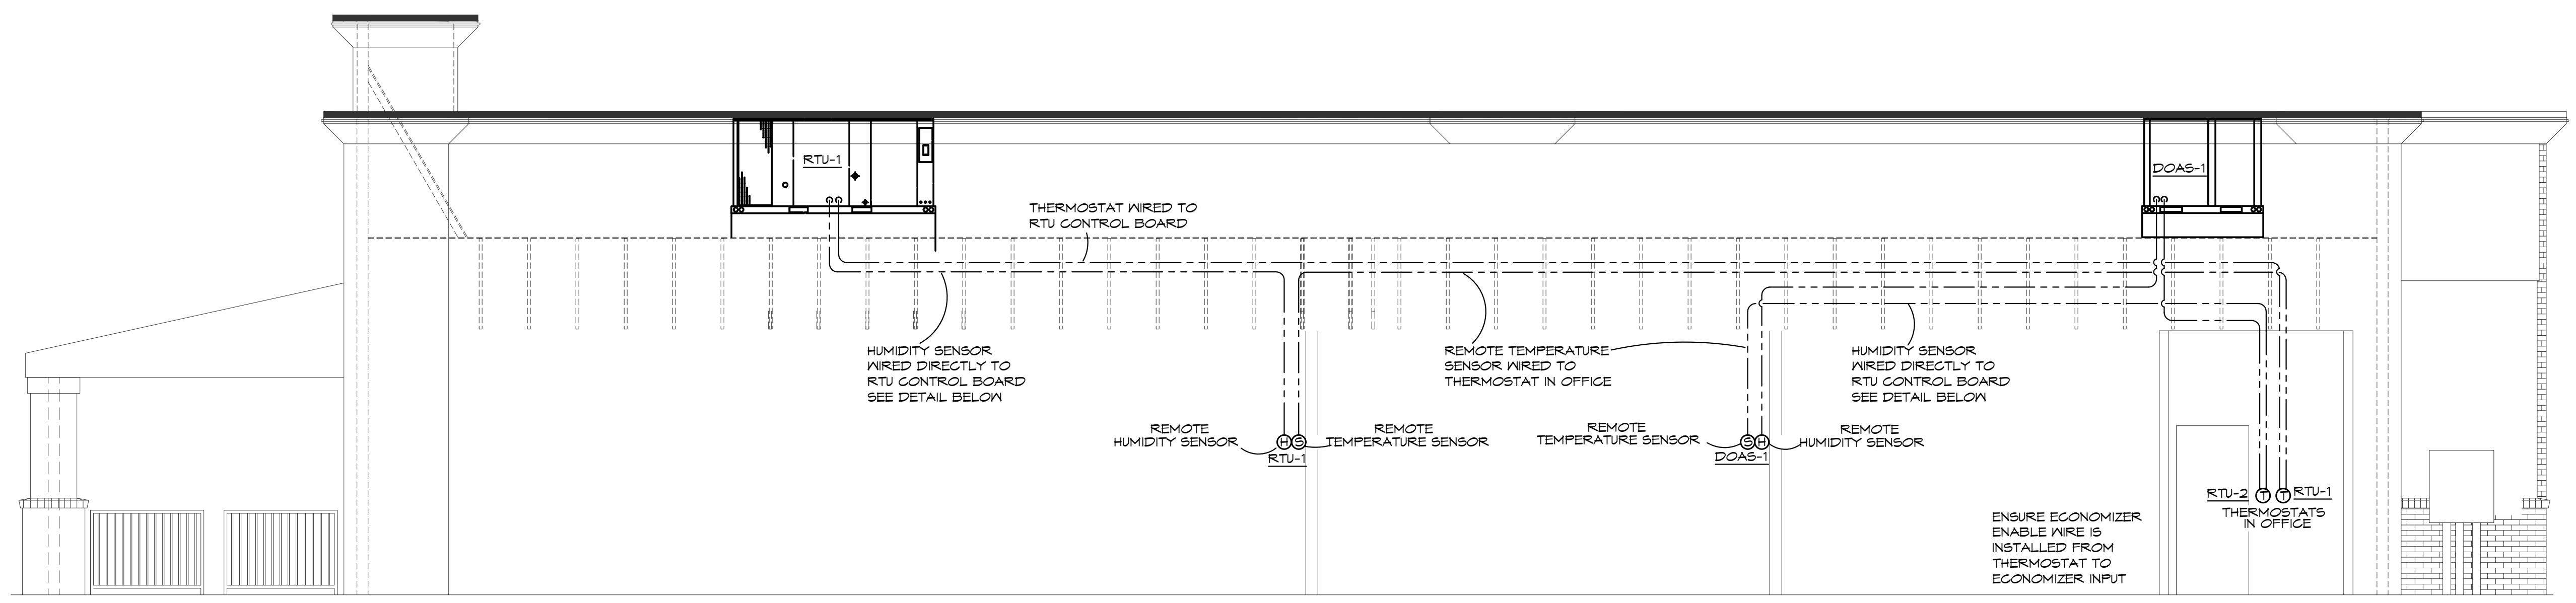 RTU-1
DOAS-1
THERMOSTAT WIRED TO
RTU CONTROL BOARD
HUMIDITY SENSOR
WIRED DIRECTLY TO
RTU CONTROL BOARD
SEE DETAIL BELOW
REMOTE TEMPERATURE
SENSOR WIRED TO
THERMOSTAT IN OFFICE
HUMIDITY SENSOR
WIRED DIRECTLY TO
RTU CONTROL BOARD
SEE DETAIL BELOW
REMOTE
HUMIDITY SENSOR
H S
RTU-1
REMOTE
TEMPERATURE SENSOR
REMOTE
TEMPERATURE SENSOR
S H
DOAS-1
REMOTE
HUMIDITY SENSOR
RTU-2 T T RTU-1
THERMOSTATS
IN OFFICE
ENSURE ECONOMIZER
ENABLE WIRE IS
INSTALLED FROM
THERMOSTAT TO
ECONOMIZER INPUT